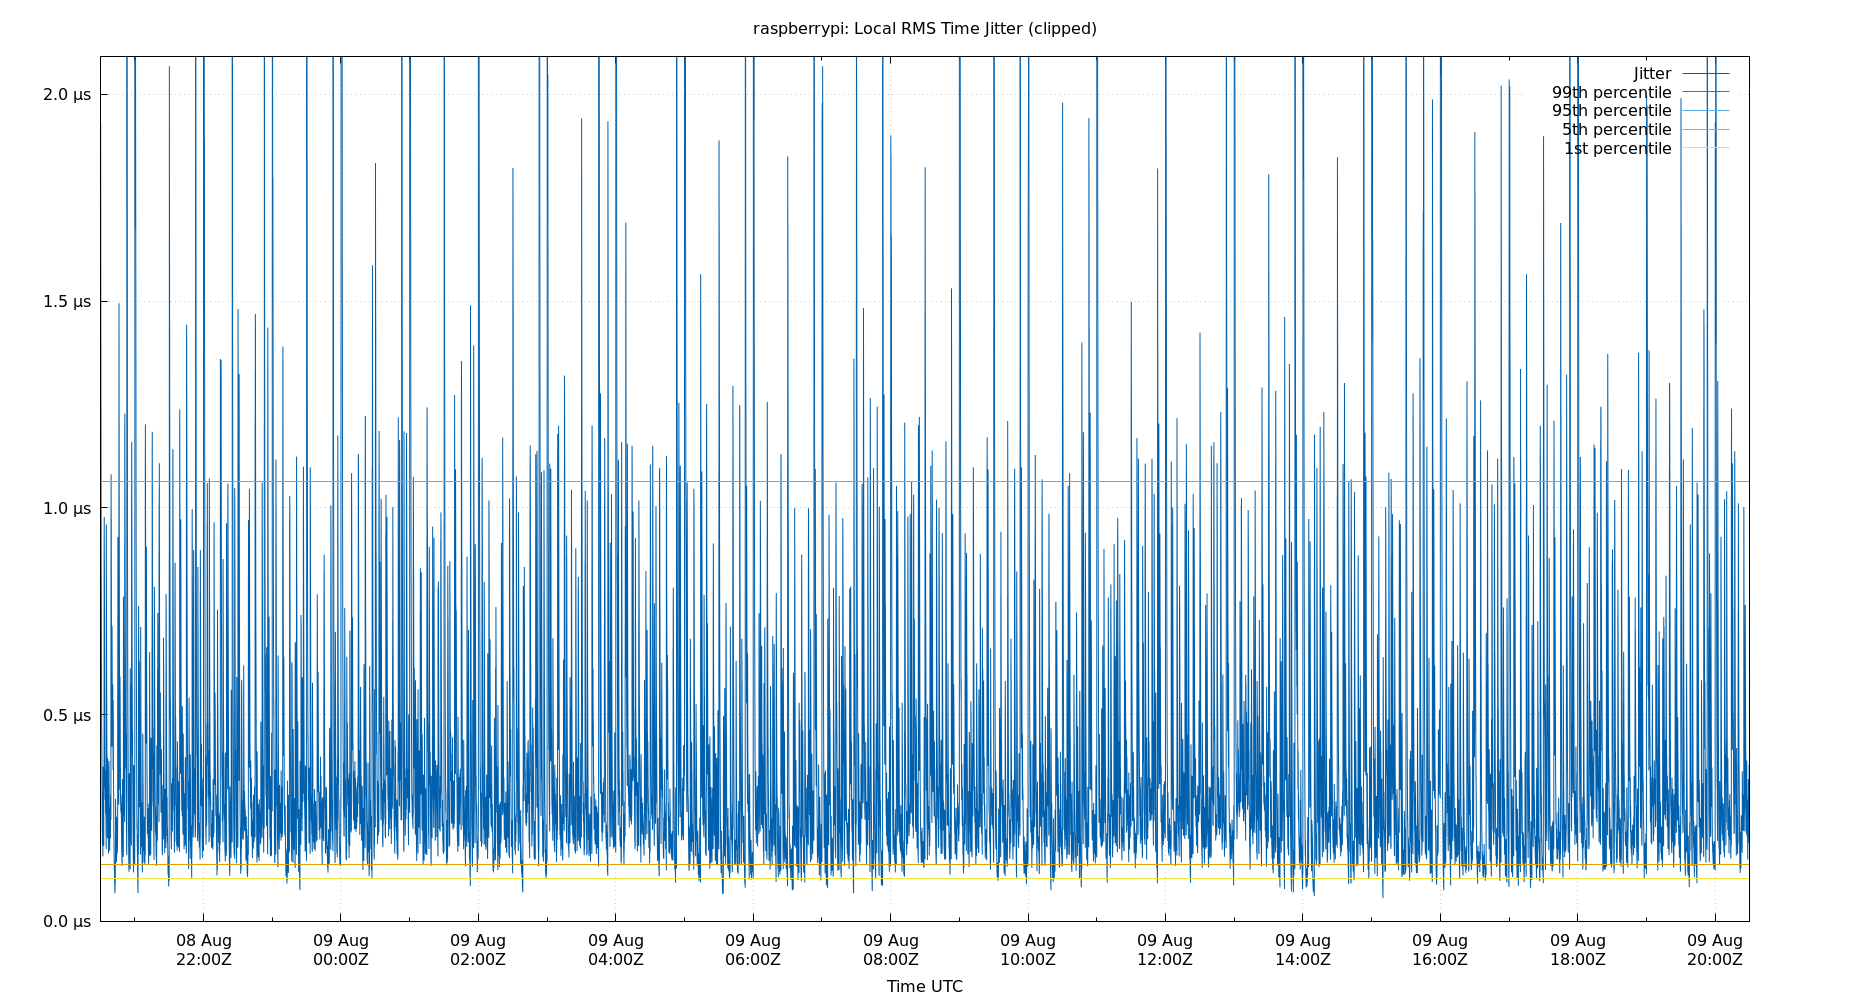 raspberrypi: Local RMS Time Jitter (clipped)
Jitter
99th percentile
95th percentile
5th percentile
1st percentile
2.0 μs
1.5 μs
1.0 μs
0.5 μs
0.0 μs
08 Aug 09 Aug 09 Aug 09 Aug 09 Aug 09 Aug 09 Aug 09 Aug 09 Aug 09 Aug 09 Aug 09 Aug
22:00Z 00:00Z 02:00Z 04:00Z 06:00Z 08:00Z 10:00Z 12:00Z 14:00Z 16:00Z 18:00Z 20:00Z
Time UTC